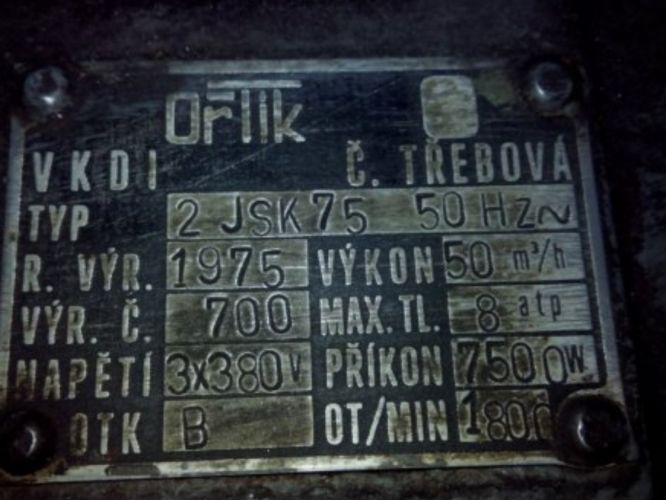 Orlik
VKDI Č. TŘEBOVÁ
TYP 2 JSK 75 50 Hz~
R. VÝR. 1975 VÝKON 50 m³/h
VÝR. Č. 700 MAX. TL. 8 atp
NAPĚTÍ 3x380V PŘÍKON 7500W
OTK B OT/MIN 1800